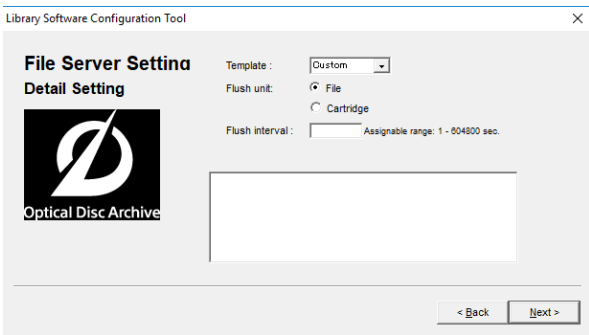 Library Software Configuration Tool
File Server Setting
Detail Setting
Optical Disc Archive
Template :
Custom
Flush unit:
File
Cartridge
Flush interval :
Assignable range: 1 - 604800 sec.
< Back
Next >